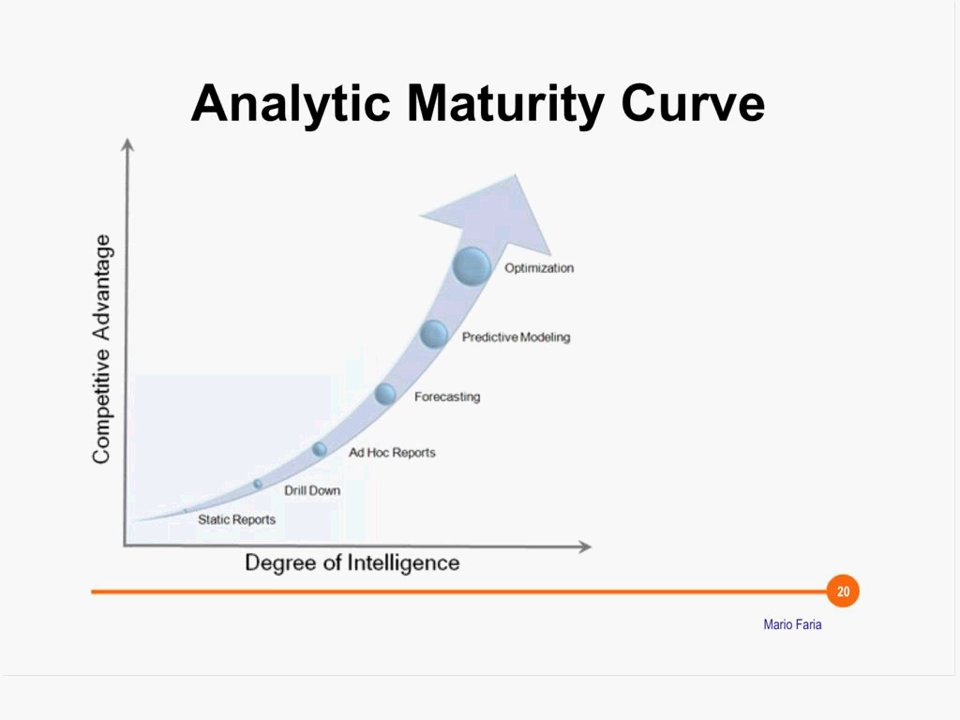 Analytic Maturity Curve
Competitive Advantage
Optimization
Predictive Modeling
Forecasting
Ad Hoc Reports
Drill Down
Static Reports
Degree of Intelligence
20
Mario Faria